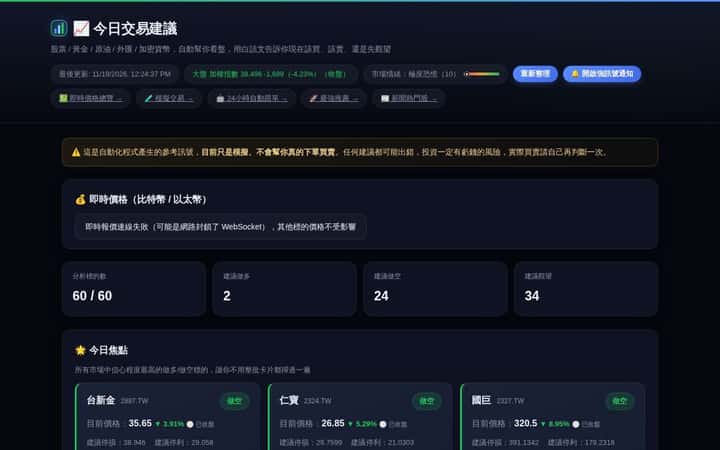 📈 今日交易建議
股票 / 黃金 / 原油 / 外匯 / 加密貨幣，自動幫你看盤，用白話文告訴你現在該買、該賣、還是先觀望
最後更新: 11/19/2026, 12:24:37 PM
大盤 加權指數 38,496 -1,699（-4.23%）（收盤）
市場情緒：極度恐慌（10）
重新整理
🔔 開啟強訊號通知
💹 即時價格總覽 →
🧪 模擬交易 →
🤖 24小時自動跟單 →
🚀 最強推薦 →
📰 新聞熱門股 →
⚠️ 這是自動化程式產生的參考訊號，目前只是模擬、不會幫你真的下單買賣。任何建議都可能出錯，投資一定有虧錢的風險，實際買賣請自己再判斷一次。
💰 即時價格（比特幣 / 以太幣）
即時報價連線失敗（可能是網路封鎖了 WebSocket），其他標的價格不受影響
分析標的數
60 / 60
建議做多
2
建議做空
24
建議觀望
34
🌟 今日焦點
所有市場中信心程度最高的做多/做空標的，讓你不用整批卡片都掃過一遍
台新金 2887.TW 做空
目前價格：35.65 ▼ 3.91% 🕐 已收盤
建議停損：38.946 建議停利：29.058
仁寶 2324.TW 做空
目前價格：26.85 ▼ 5.29% 🕐 已收盤
建議停損：29.7599 建議停利：21.0303
國巨 2327.TW 做空
目前價格：320.5 ▼ 8.95% 🕐 已收盤
建議停損：391.1342 建議停利：179.2316